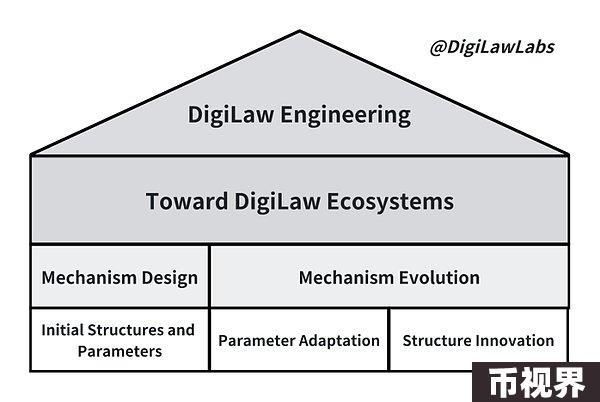 @DigiLawLabs
DigiLaw Engineering
Toward DigiLaw Ecosystems
Mechanism Design
Mechanism Evolution
Initial Structures and
Parameters
Parameter Adaptation
Structure Innovation
币视界